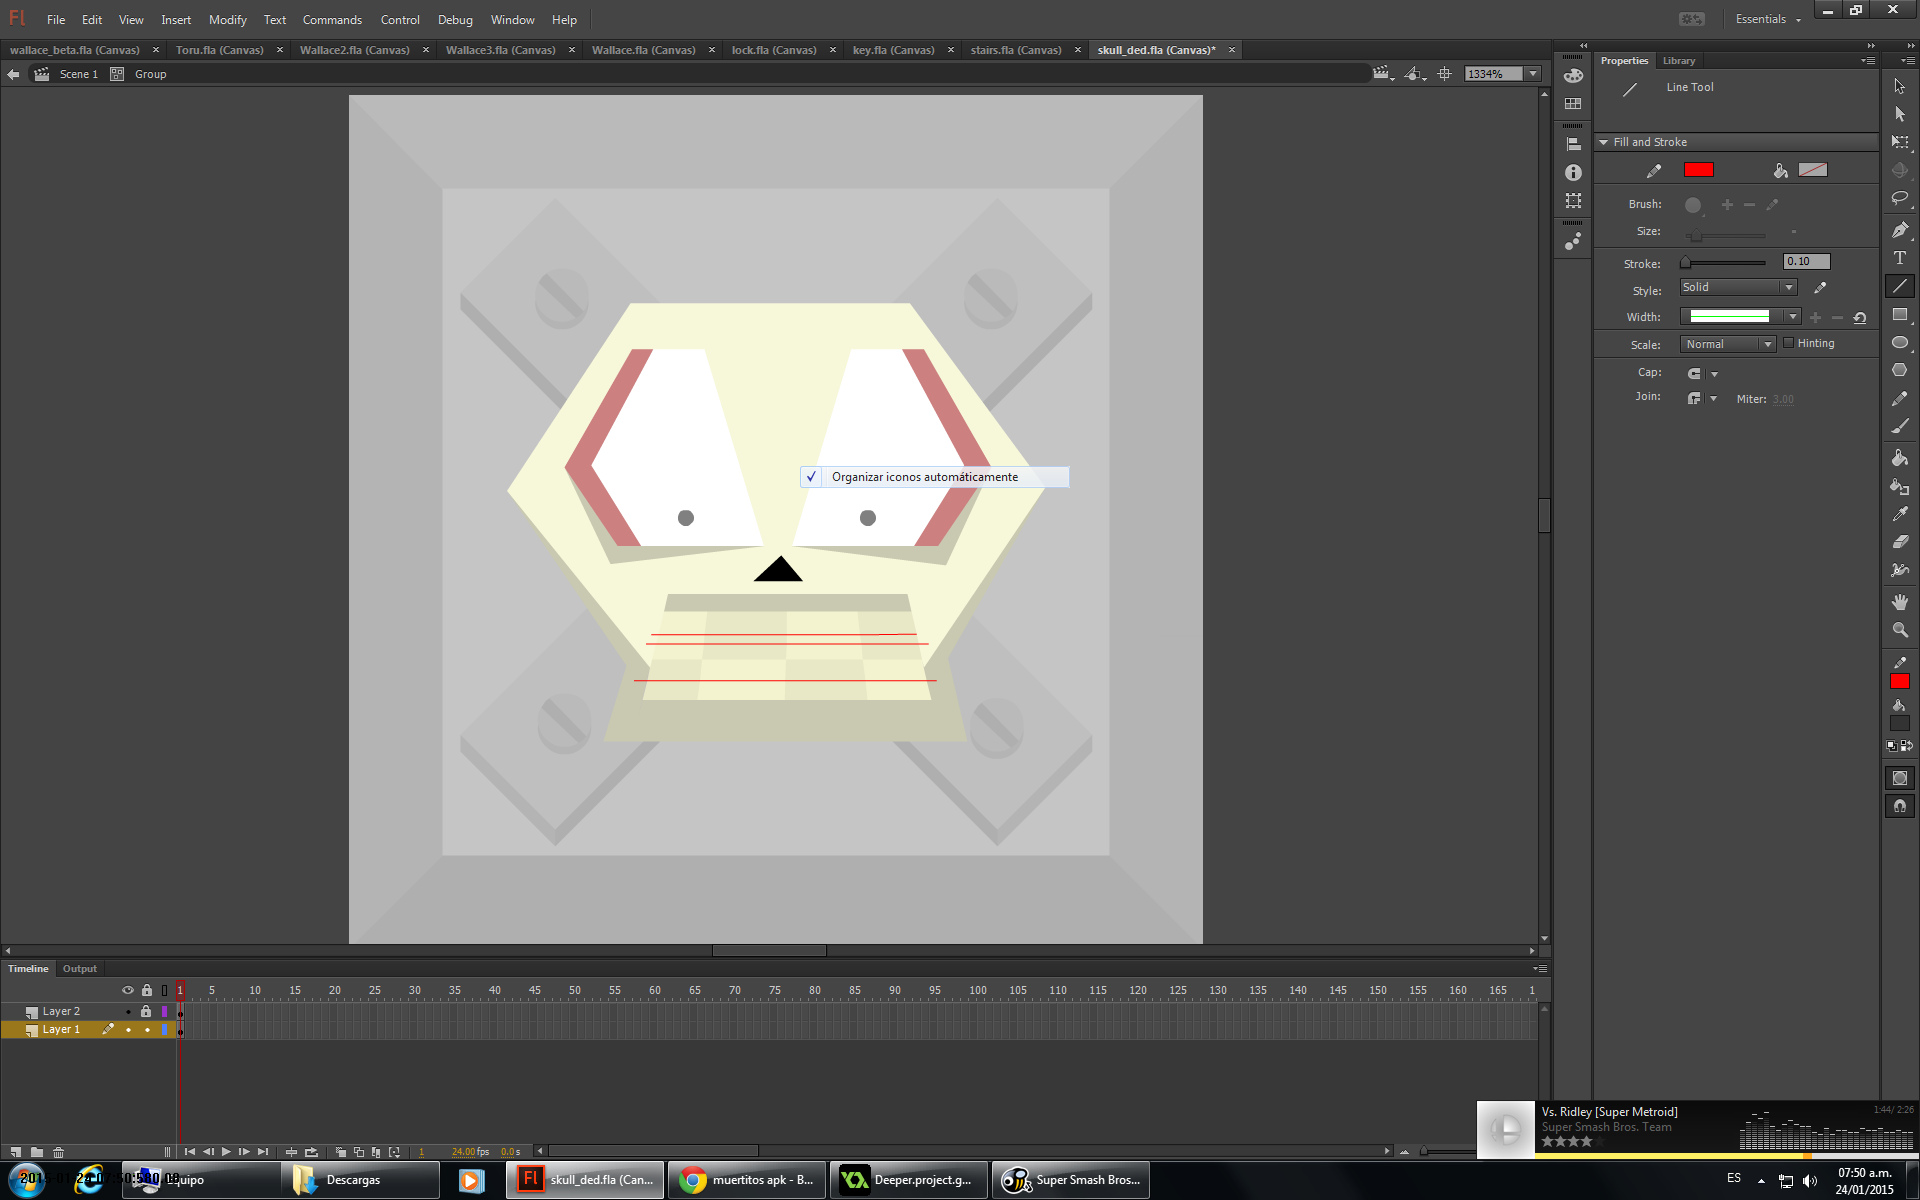 Fl File Edit View Insert Modify Text Commands Control Debug Window Help Essentials
wallace_beta.fla (Canvas) × Toru.fla (Canvas) × Wallace2.fla (Canvas) × Wallace3.fla (Canvas) × Wallace.fla (Canvas) × lock.fla (Canvas) × key.fla (Canvas) × stairs.fla (Canvas) × skull_ded.fla (Canvas)* ×
Scene 1 Group 1334%
Properties Library
Line Tool
Fill and Stroke
Brush:
Size:
Stroke: 0.10
Style: Solid
Width:
Scale: Normal Hinting
Cap:
Join: Miter: 3.00
✓ Organizar iconos automáticamente
Timeline Output
1 5 10 15 20 25 30 35 40 45 50 55 60 65 70 75 80 85 90 95 100 105 110 115 120 125 130 135 140 145 150 155 160 165 1
Layer 2
Layer 1
1 24.00 fps 0.0 s
Vs. Ridley [Super Metroid] 1:44/ 2:26
Super Smash Bros. Team
Equipo Descargas Fl skull_ded.fla (Can... muertitos apk - B... Deeper.project.g... Super Smash Bros... ES
07:50 a.m.
24/01/2015